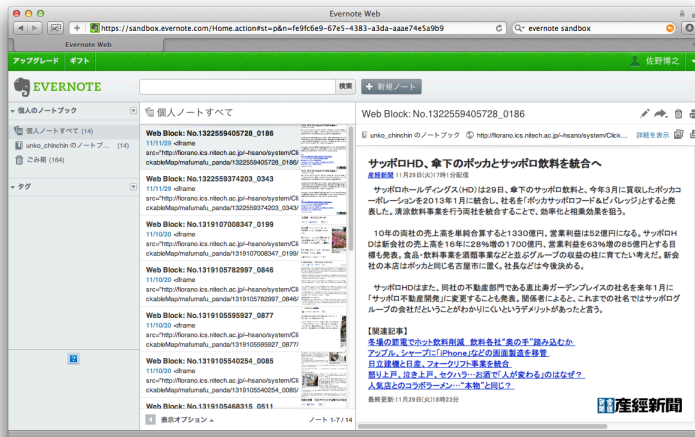 Evernote Web
https://sandbox.evernote.com/Home.action#st=p&n=fe9fc6e9-67e5-4383-a3da-aaae74e5a9b9
evernote sandbox
Evernote Web
アップグレード ギフト
佐野博之
EVERNOTE
検索
+ 新規ノート
個人のノートブック
個人ノートすべて (14)
unko_chinchin のノートブ... (14)
ごみ箱 (164)
タグ
個人ノートすべて
Web Block: No.1322559405728_0186
11/11/29 <iframe
src="http://fiorano.ics.nitech.ac.jp/~hsano/system/Cli
ckableMap/mafumafu_panda/1322559405728_0186/
Web Block: No.1322559374203_0343
11/11/29 <iframe
src="http://fiorano.ics.nitech.ac.jp/~hsano/system/Cli
ckableMap/mafumafu_panda/1322559374203_0343/
Web Block: No.1319107008347_0199
11/10/20 <iframe
src="http://fiorano.ics.nitech.ac.jp/~hsano/system/Cli
ckableMap/mafumafu_panda/1319107008347_0199/
Web Block: No.1319105782997_0846
11/10/20 <iframe
src="http://fiorano.ics.nitech.ac.jp/~hsano/system/Cli
ckableMap/mafumafu_panda/1319105782997_0846/
Web Block: No.1319105595927_0877
11/10/20 <iframe
src="http://fiorano.ics.nitech.ac.jp/~hsano/system/Cli
ckableMap/mafumafu_panda/1319105595927_0877/
Web Block: No.1319105540254_0085
11/10/20 <iframe
src="http://fiorano.ics.nitech.ac.jp/~hsano/system/Cli
ckableMap/mafumafu_panda/1319105540254_0085/
Web Block: No.1319105468315_0511
表示オプション
ノート 1-7 / 14
Web Block: No.1322559405728_0186
unko_chinchin のノートブック http://fiorano.ics.nitech.ac.jp/~hsano/system/Click... 詳細を表示
サッポロHD、傘下のポッカとサッポロ飲料を統合へ
産経新聞 11月29日(火)17時1分配信
サッポロホールディングス(HD)は29日、傘下のサッポロ飲料と、今年3月に買収したポッカコ
ーポレーションを2013年1月に統合し、社名を「ポッカサッポロフード&ビバレッジ」とすると発
表した。清涼飲料事業を行う両社を統合することで、効率化と相乗効果を狙う。
10年の両社の売上高を単純合算すると1330億円、営業利益は52億円になる。サッポロH
Dは新会社の売上高を16年に28%増の1700億円、営業利益を63%増の85億円とする目
標も発表。食品・飲料事業を酒類事業などと並ぶグループの収益の柱に育てたい考えだ。新会
社の本店はポッカと同じ名古屋市に置く。社長などは今後決める。
サッポロHDはまた、同社の不動産部門である恵比寿ガーデンプレイスの社名を来年1月に
「サッポロ不動産開発」に変更することも発表。関係者によると、これまでの社名ではサッポログ
ループの会社だということがわかりにくいというデメリットがあったと言う。
【関連記事】
冬場の節電でホット飲料削減 飲料各社“奥の手”踏み込むか
アップル、シャープに「iPhone」などの画面製造を移管
日立建機と日産、フォークリフト事業を統合
怒り上戸、泣き上戸、セクハラ…お酒で「人が変わる」のはなぜ？
人気店とのコラボラーメン…“本物”と同じ？
最終更新:11月29日(火)18時23分
産経新聞